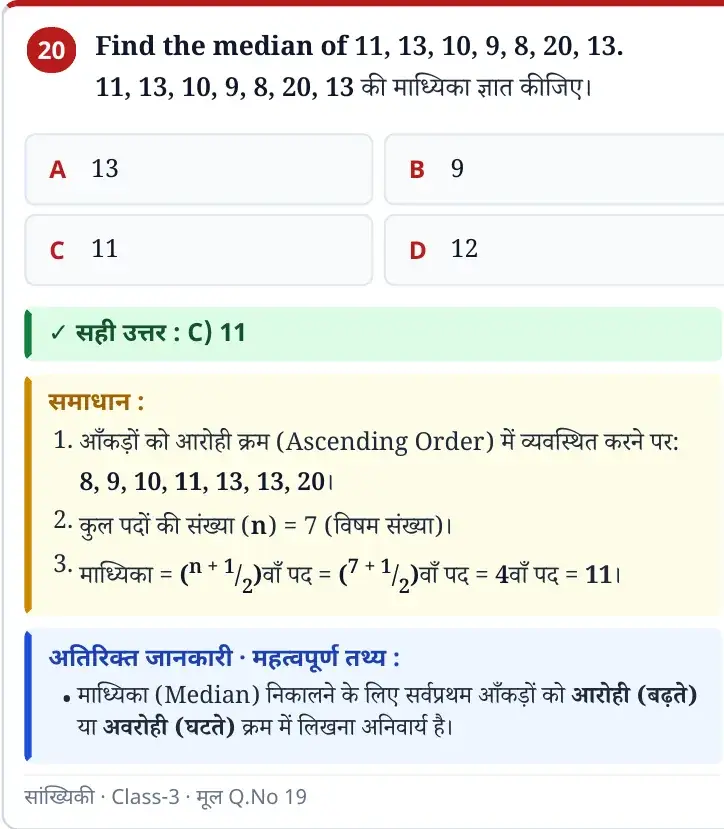 20 Find the median of 11, 13, 10, 9, 8, 20, 13.
11, 13, 10, 9, 8, 20, 13 की माध्यिका ज्ञात कीजिए।
A 13
B 9
C 11
D 12
✓ सही उत्तर : C) 11
समाधान :
1. आँकड़ों को आरोही क्रम (Ascending Order) में व्यवस्थित करने पर:
8, 9, 10, 11, 13, 13, 20।
2. कुल पदों की संख्या (n) = 7 (विषम संख्या)।
3. माध्यिका = (ⁿ⁺¹/₂)वाँ पद = (⁷⁺¹/₂)वाँ पद = 4वाँ पद = 11।
अतिरिक्त जानकारी · महत्वपूर्ण तथ्य :
• माध्यिका (Median) निकालने के लिए सर्वप्रथम आँकड़ों को आरोही (बढ़ते)
या अवरोही (घटते) क्रम में लिखना अनिवार्य है।
सांख्यिकी · Class-3 · मूल Q.No 19